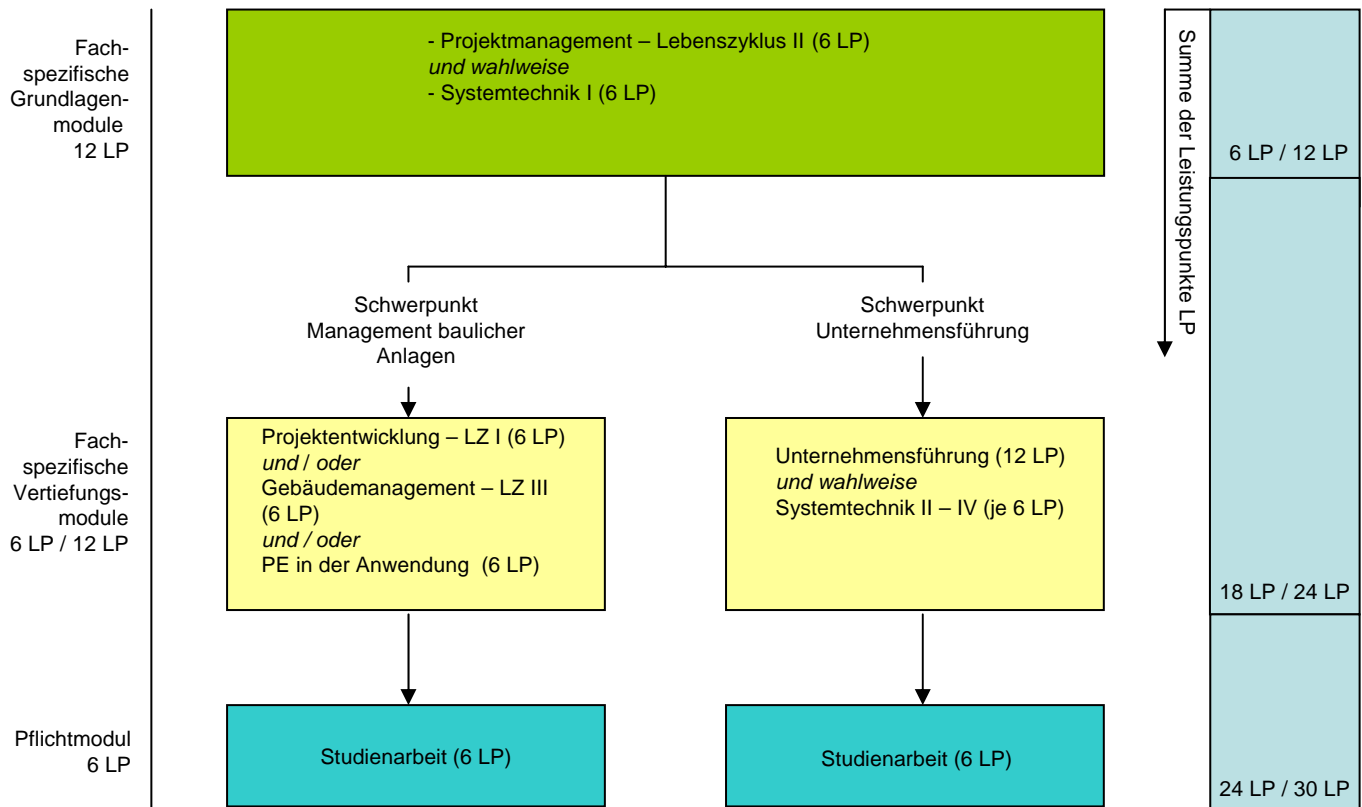 Fach-
spezifische
Grundlagen-
module
12 LP
- Projektmanagement – Lebenszyklus II (6 LP)
und wahlweise
- Systemtechnik I (6 LP)
Summe der Leistungspunkte LP
6 LP / 12 LP
Schwerpunkt
Management baulicher
Anlagen
Schwerpunkt
Unternehmensführung
Fach-
spezifische
Vertiefungs-
module
6 LP / 12 LP
Projektentwicklung – LZ I (6 LP)
und / oder
Gebäudemanagement – LZ III
(6 LP)
und / oder
PE in der Anwendung (6 LP)
Unternehmensführung (12 LP)
und wahlweise
Systemtechnik II – IV (je 6 LP)
18 LP / 24 LP
Pflichtmodul
6 LP
Studienarbeit (6 LP)
Studienarbeit (6 LP)
24 LP / 30 LP